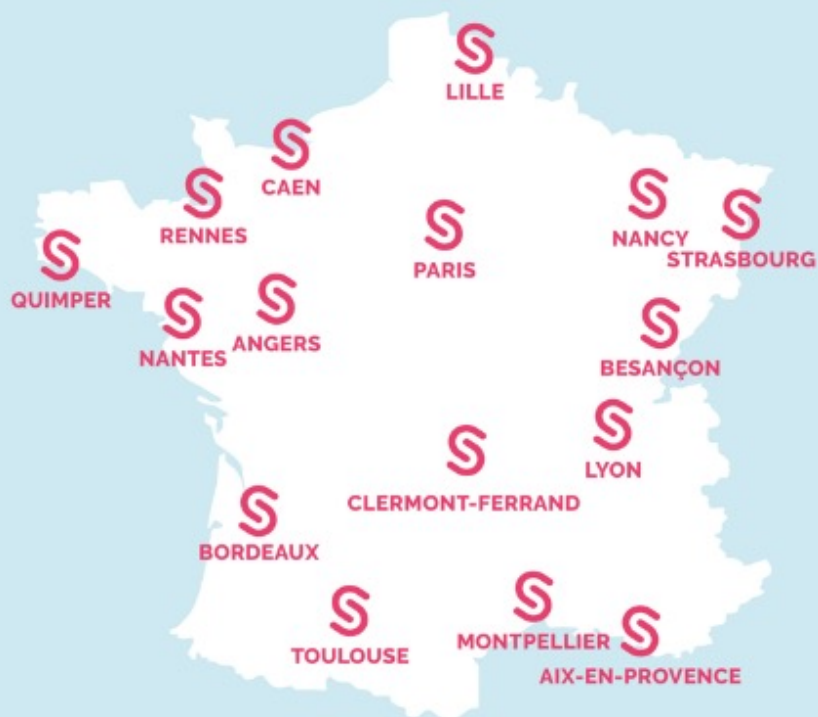 LILLE
CAEN
RENNES
NANCY
STRASBOURG
PARIS
QUIMPER
NANTES
ANGERS
BESANÇON
LYON
CLERMONT-FERRAND
BORDEAUX
TOULOUSE
MONTPELLIER
AIX-EN-PROVENCE